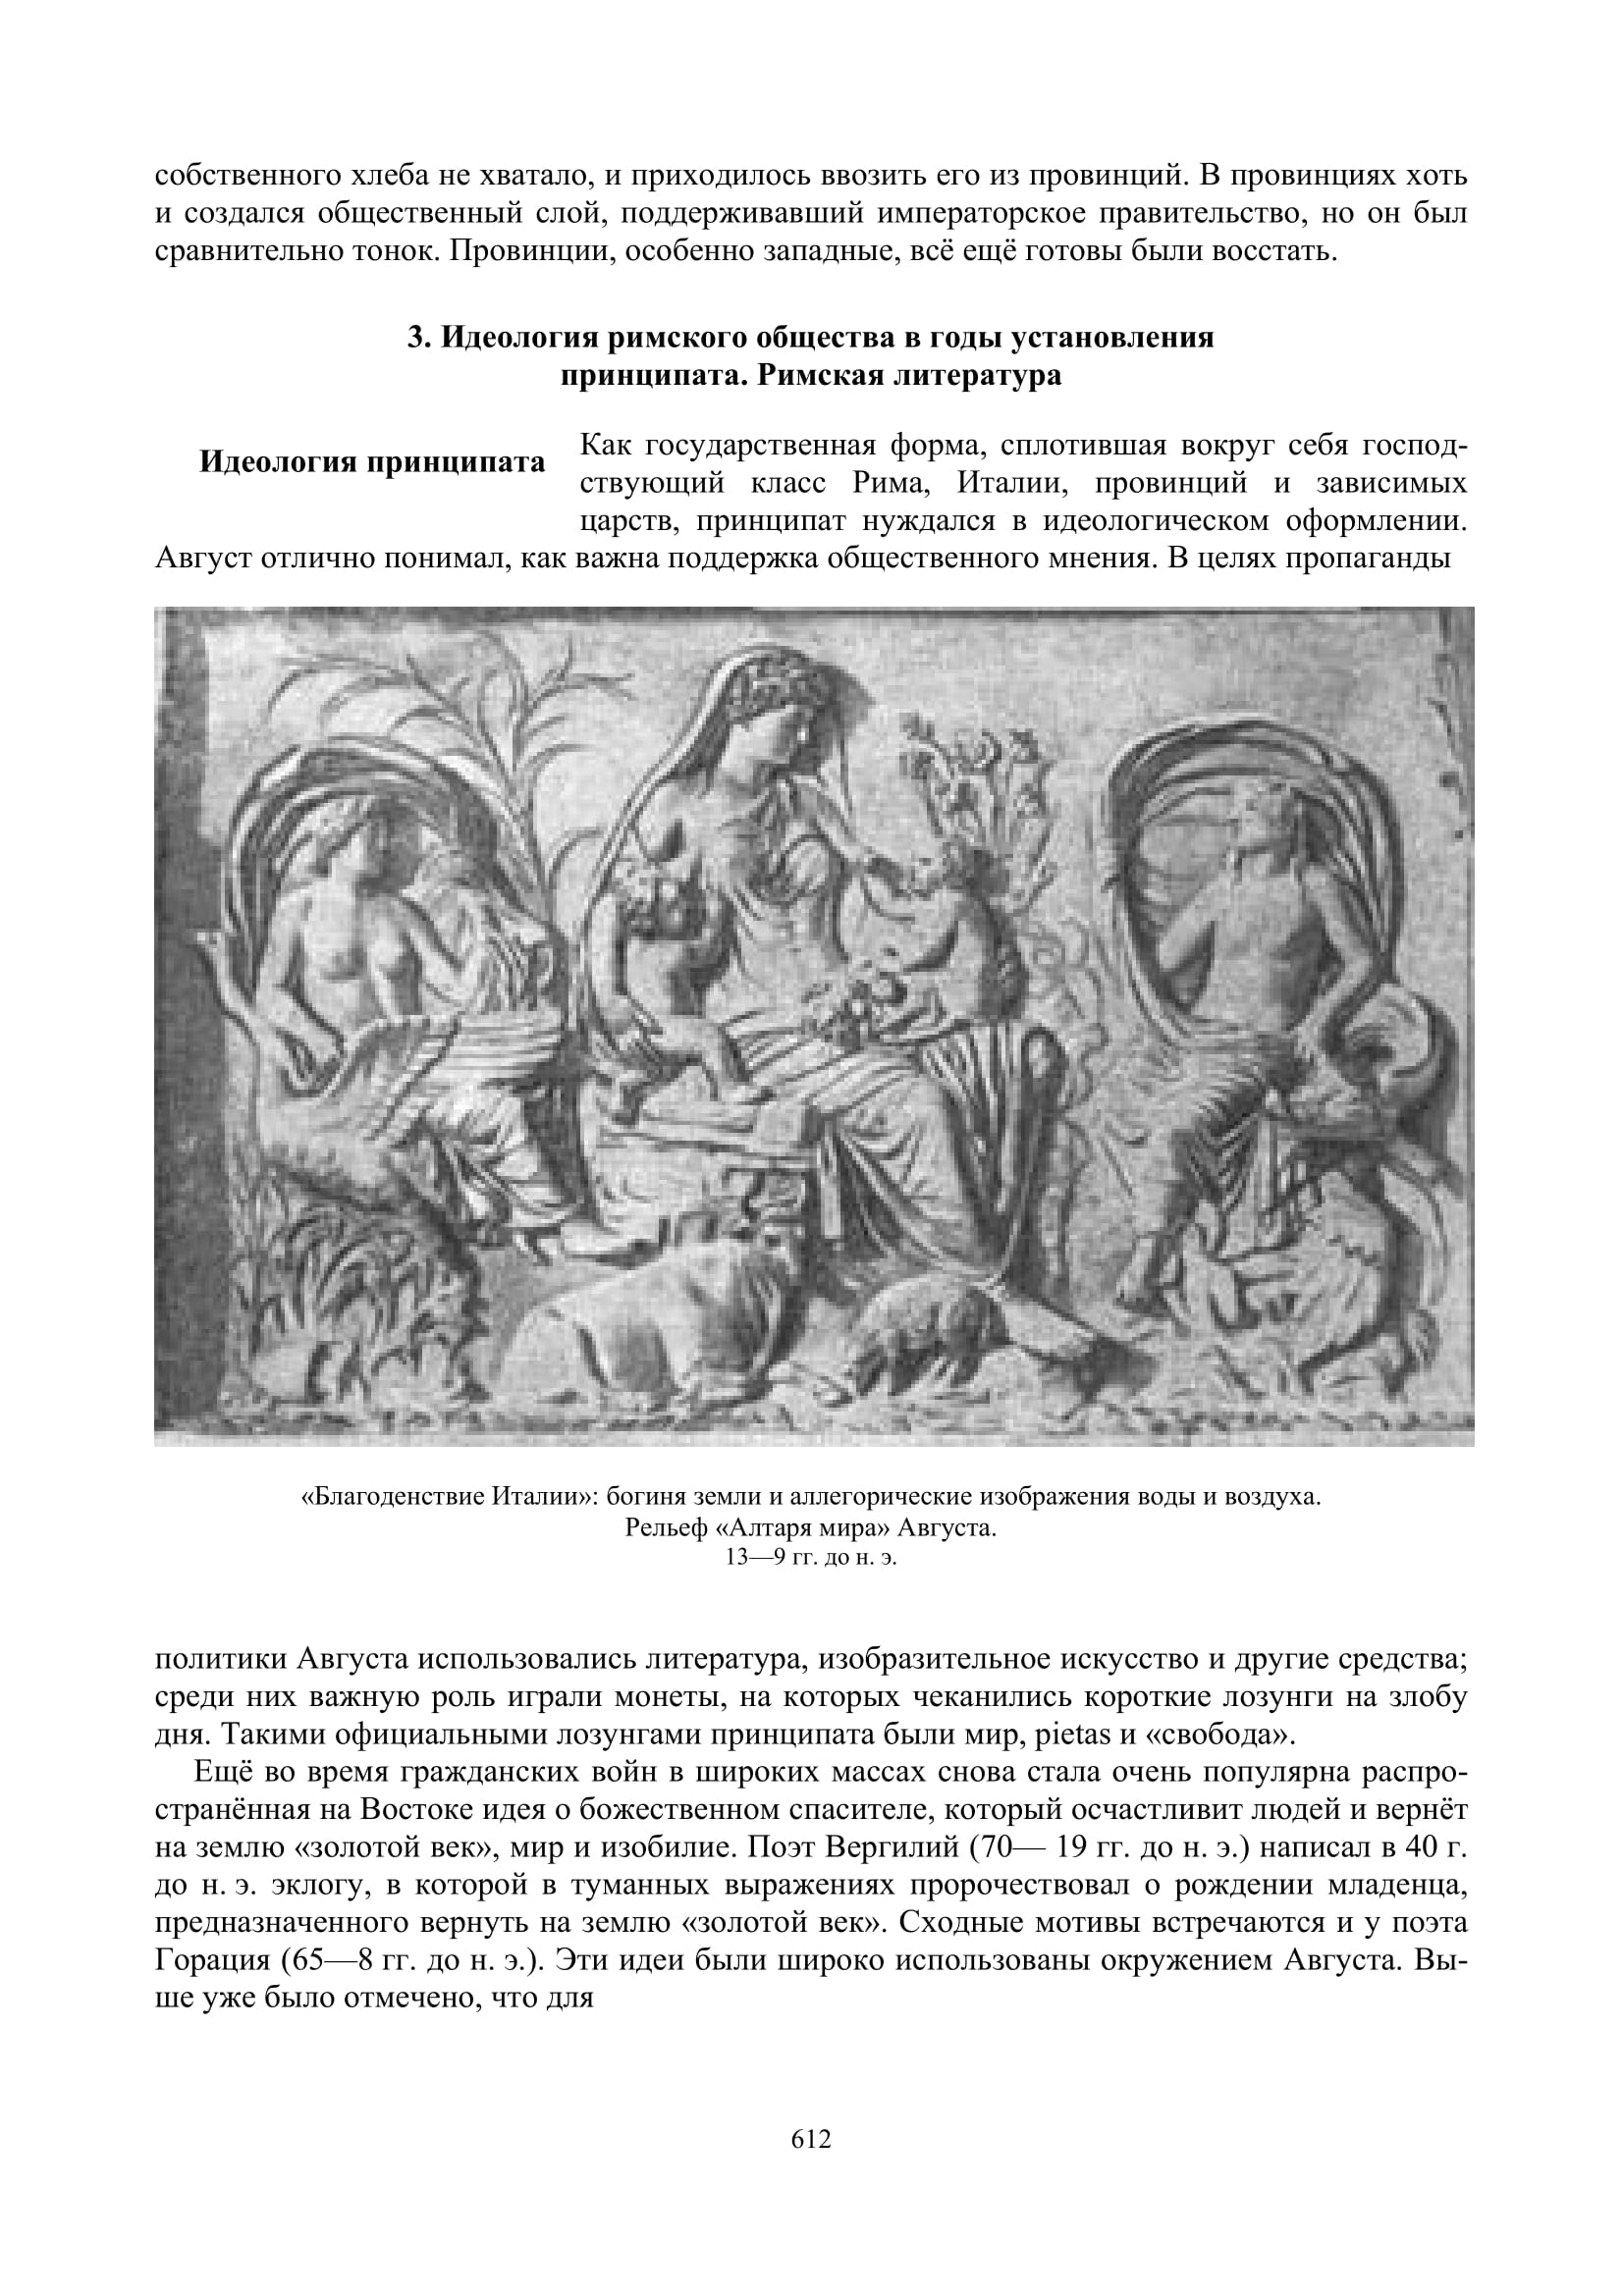 собственного хлеба не хватало, и приходилось ввозить его из провинций. В провинциях хоть
и создался общественный слой, поддерживавший императорское правительство, но он был
сравнительно тонок. Провинции, особенно западные, всё ещё готовы были восстать.
3. Идеология римского общества в годы установления
принципата. Римская литература
Идеология принципата
Как государственная форма, сплотившая вокруг себя господ-
ствующий класс Рима, Италии, провинций и зависимых
царств, принципат нуждался в идеологическом оформлении.
Август отлично понимал, как важна поддержка общественного мнения. В целях пропаганды
«Благоденствие Италии»: богиня земли и аллегорические изображения воды и воздуха.
Рельеф «Алтаря мира» Августа.
13—9 гг. до н. э.
политики Августа использовались литература, изобразительное искусство и другие средства;
среди них важную роль играли монеты, на которых чеканились короткие лозунги на злобу
дня. Такими официальными лозунгами принципата были мир, pietas и «свобода».
Ещё во время гражданских войн в широких массах снова стала очень популярна распро-
странённая на Востоке идея о божественном спасителе, который осчастливит людей и вернёт
на землю «золотой век», мир и изобилие. Поэт Вергилий (70— 19 гг. до н. э.) написал в 40 г.
до н. э. эклогу, в которой в туманных выражениях пророчествовал о рождении младенца,
предназначенного вернуть на землю «золотой век». Сходные мотивы встречаются и у поэта
Горация (65—8 гг. до н. э.). Эти идеи были широко использованы окружением Августа. Вы-
ше уже было отмечено, что для
612